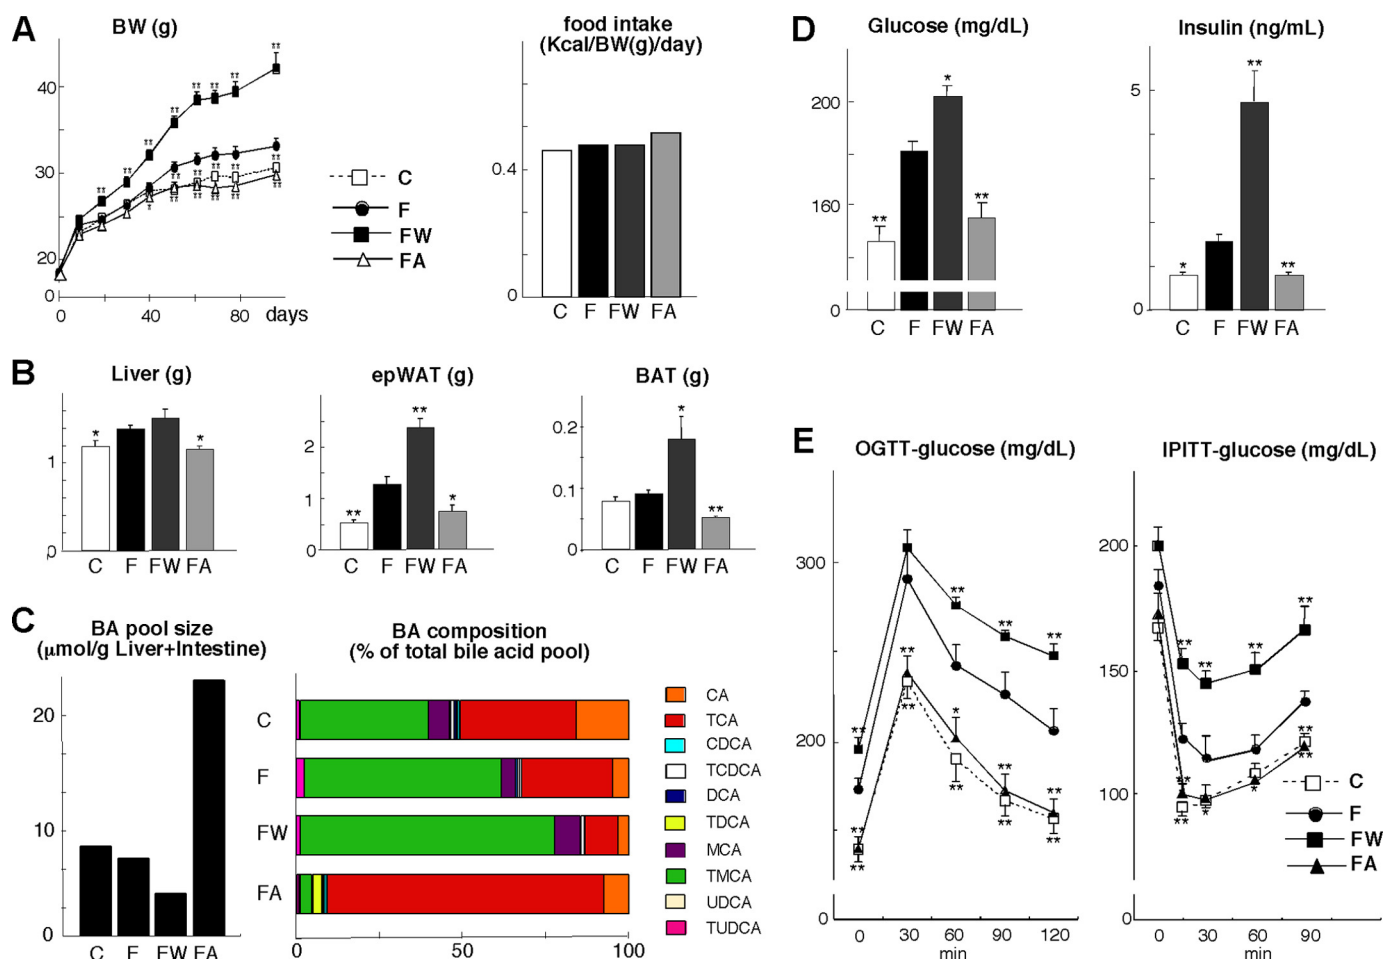 A
BW (g)
40
30
20
0 40 80 days
C
F
FW
FA
food intake
(Kcal/BW(g)/day)
0.4
0
C F FW FA
D
Glucose (mg/dL)
200
160
0
C F FW FA
Insulin (ng/mL)
5
0
C F FW FA
B
Liver (g)
1
0
C F FW FA
epWAT (g)
2
1
0
C F FW FA
BAT (g)
0.2
0.1
0
C F FW FA
C
BA pool size
(μmol/g Liver+Intestine)
20
10
0
C F FW FA
BA composition
(% of total bile acid pool)
C
F
FW
FA
0 50 100
CA
TCA
CDCA
TCDCA
DCA
TDCA
MCA
TMCA
UDCA
TUDCA
E
OGTT-glucose (mg/dL)
300
200
0
0 30 60 90 120
min
IPITT-glucose (mg/dL)
200
150
100
0
0 30 60 90
min
C
F
FW
FA